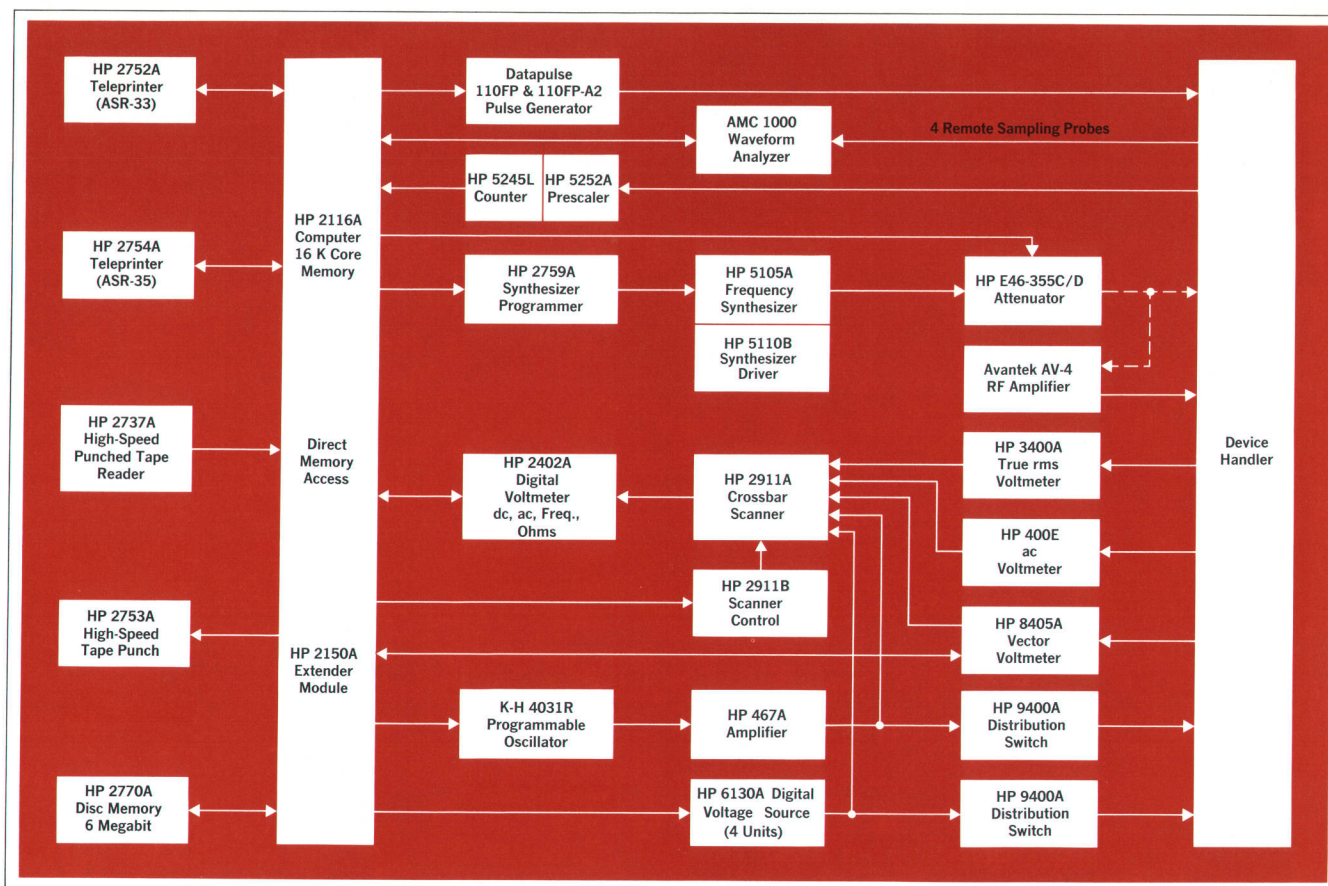 HP 2752A
Teleprinter
(ASR-33)
HP 2754A
Teleprinter
(ASR-35)
HP 2737A
High-Speed
Punched Tape
Reader
HP 2753A
High-Speed
Tape Punch
HP 2770A
Disc Memory
6 Megabit
HP 2116A
Computer
16 K Core
Memory
Direct
Memory
Access
HP 2150A
Extender
Module
Datapulse
110FP & 110FP-A2
Pulse Generator
AMC 1000
Waveform
Analyzer
4 Remote Sampling Probes
HP 5245L
Counter
HP 5252A
Prescaler
HP 2759A
Synthesizer
Programmer
HP 5105A
Frequency
Synthesizer
HP 5110B
Synthesizer
Driver
HP E46-355C/D
Attenuator
Avantek AV-4
RF Amplifier
HP 2402A
Digital
Voltmeter
dc, ac, Freq.,
Ohms
HP 2911A
Crossbar
Scanner
HP 2911B
Scanner
Control
HP 3400A
True rms
Voltmeter
HP 400E
ac
Voltmeter
HP 8405A
Vector
Voltmeter
K-H 4031R
Programmable
Oscillator
HP 467A
Amplifier
HP 9400A
Distribution
Switch
HP 6130A Digital
Voltage Source
(4 Units)
HP 9400A
Distribution
Switch
Device
Handler